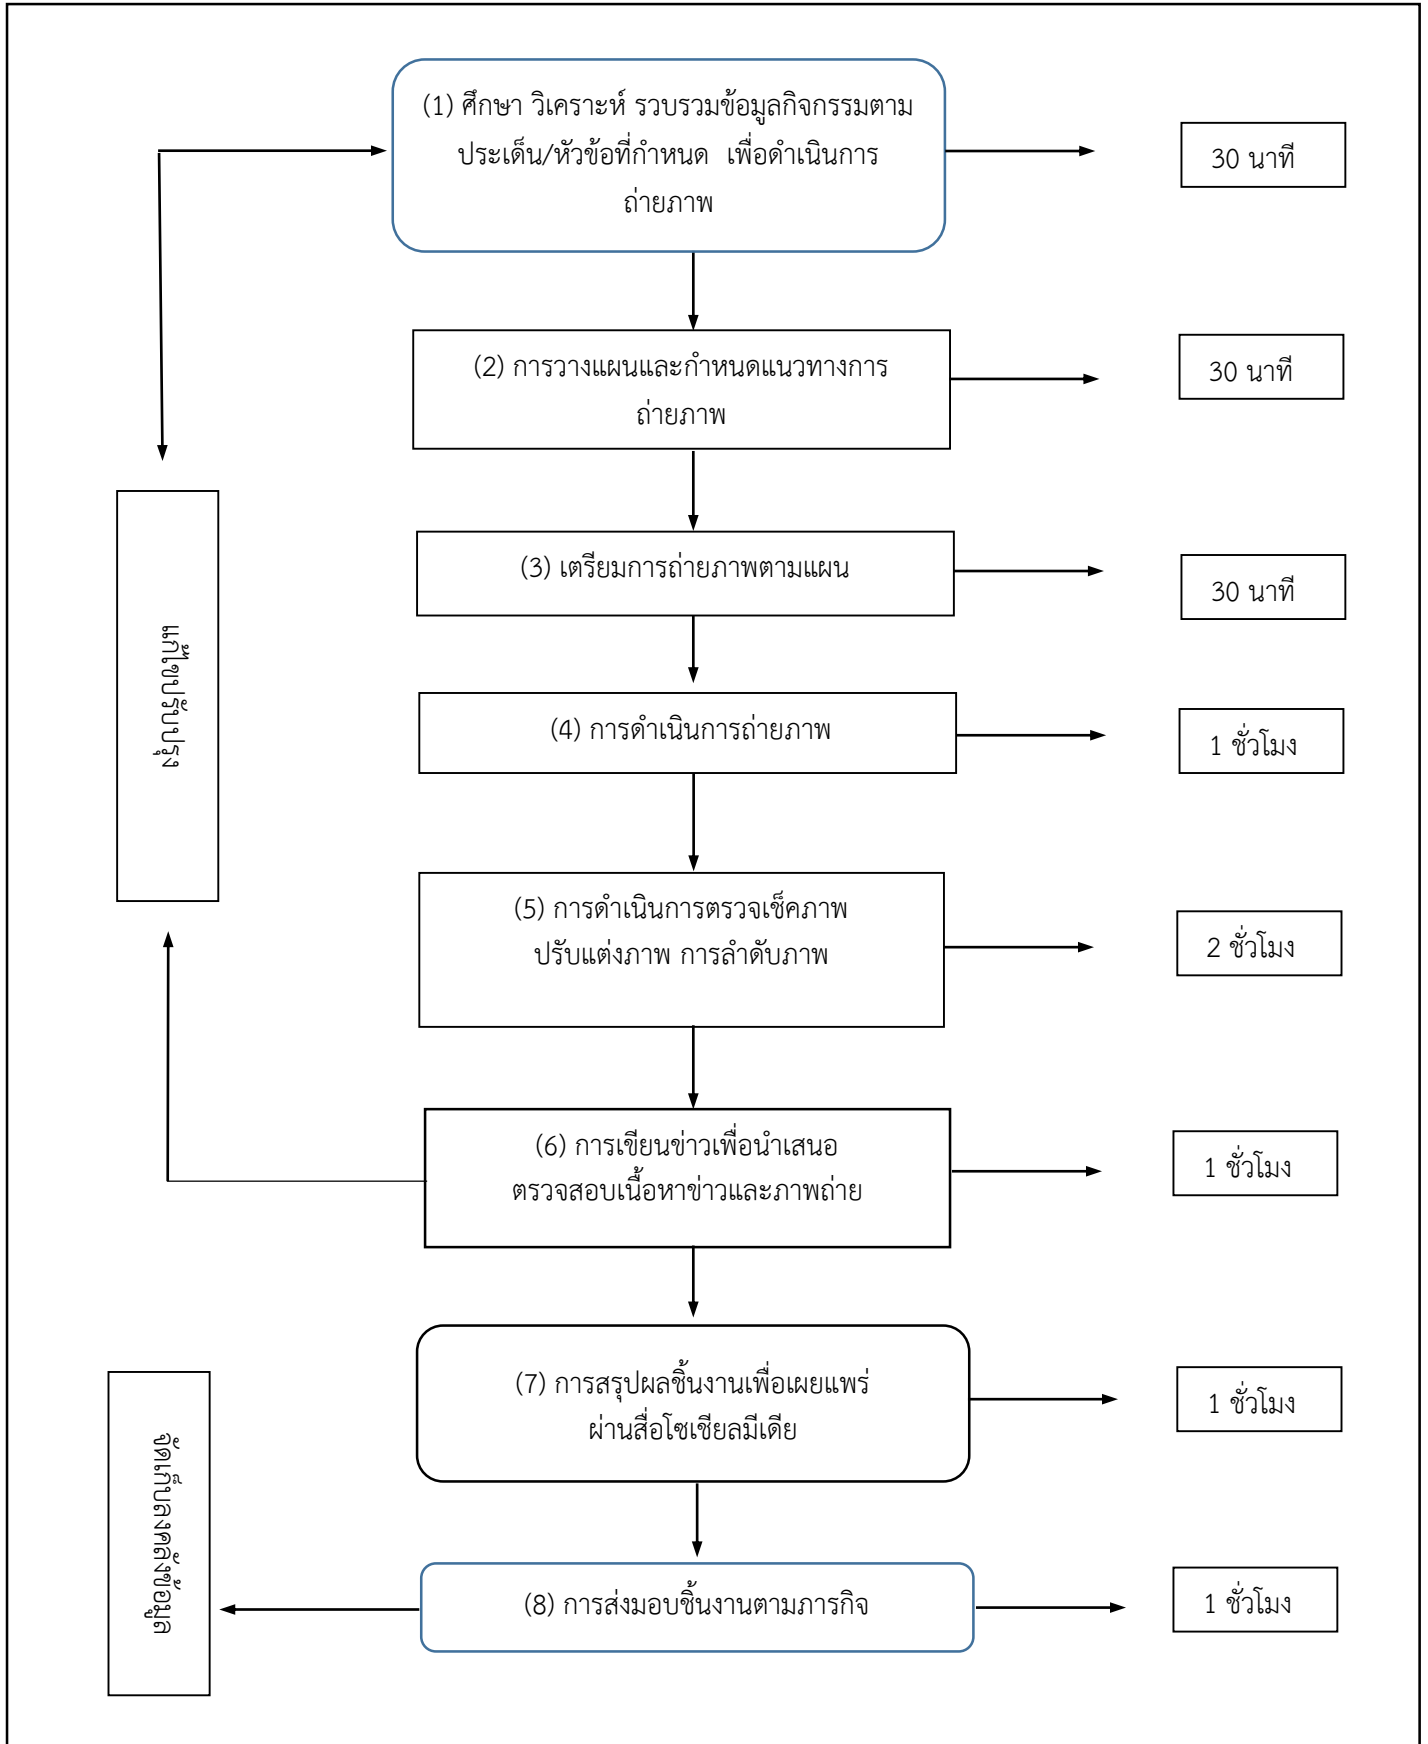 (1) ศึกษา วิเคราะห์ รวบรวมข้อมูลกิจกรรมตาม
ประเด็น/หัวข้อที่กำหนด เพื่อดำเนินการ
ถ่ายภาพ
30 นาที
(2) การวางแผนและกำหนดแนวทางการ
ถ่ายภาพ
30 นาที
(3) เตรียมการถ่ายภาพตามแผน
30 นาที
แก้ไขปรับปรุง
(4) การดำเนินการถ่ายภาพ
1 ชั่วโมง
(5) การดำเนินการตรวจเช็คภาพ
ปรับแต่งภาพ การลำดับภาพ
2 ชั่วโมง
(6) การเขียนข่าวเพื่อนำเสนอ
ตรวจสอบเนื้อหาข่าวและภาพถ่าย
1 ชั่วโมง
(7) การสรุปผลชิ้นงานเพื่อเผยแพร่
ผ่านสื่อโซเชียลมีเดีย
1 ชั่วโมง
จัดเก็บลงคลังข้อมูล
(8) การส่งมอบชิ้นงานตามภารกิจ
1 ชั่วโมง